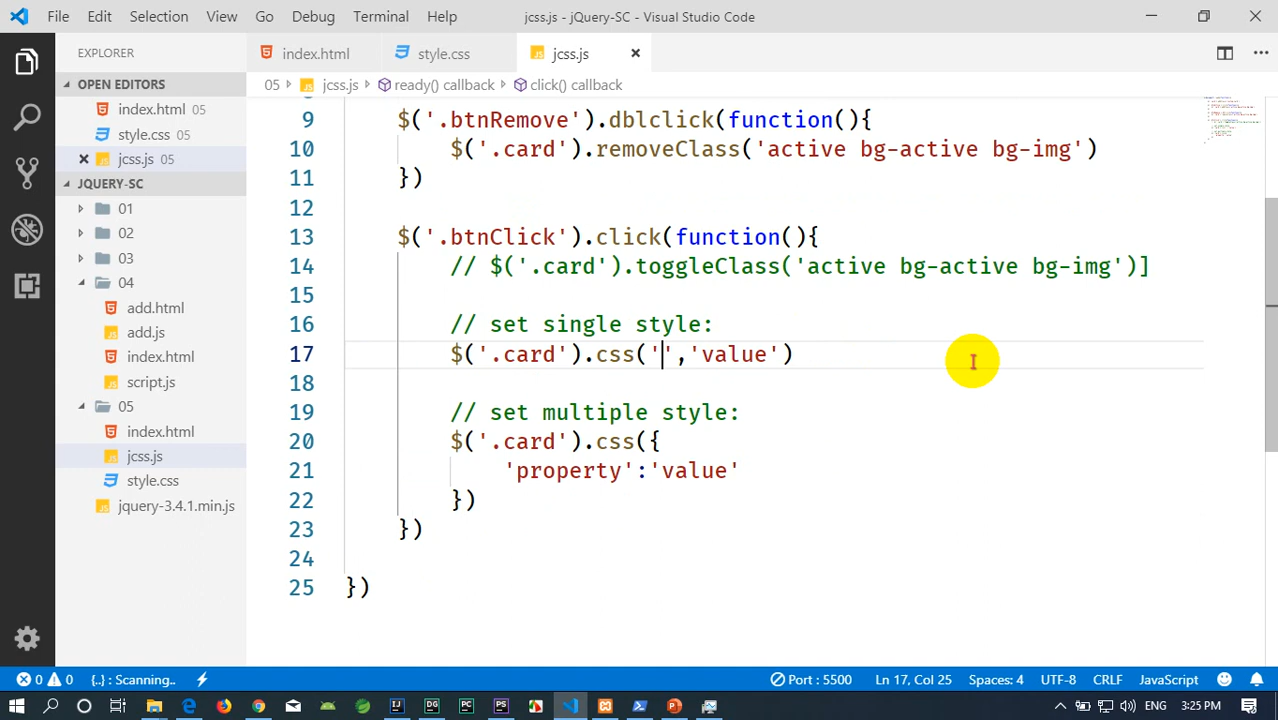 File Edit Selection View Go Debug Terminal Help jcss.js - jQuery-SC - Visual Studio Code
EXPLORER
OPEN EDITORS
index.html 05
style.css 05
jcss.js 05
JQUERY-SC
01
02
03
04
add.html
add.js
index.html
script.js
05
index.html
jcss.js
style.css
jquery-3.4.1.min.js
index.html style.css jcss.js
05 jcss.js ready() callback click() callback
9 $('.btnRemove').dblclick(function(){
10 $('.card').removeClass('active bg-active bg-img')
11 })
12
13 $('.btnClick').click(function(){
14 // $('.card').toggleClass('active bg-active bg-img')]
15
16 // set single style:
17 $('.card').css('','value')
18
19 // set multiple style:
20 $('.card').css({
21 'property':'value'
22 })
23 })
24
25 })
0 0 {..} : Scanning.. Port : 5500 Ln 17, Col 25 Spaces: 4 UTF-8 CRLF JavaScript
IJ DG PC PS 3:25 PM